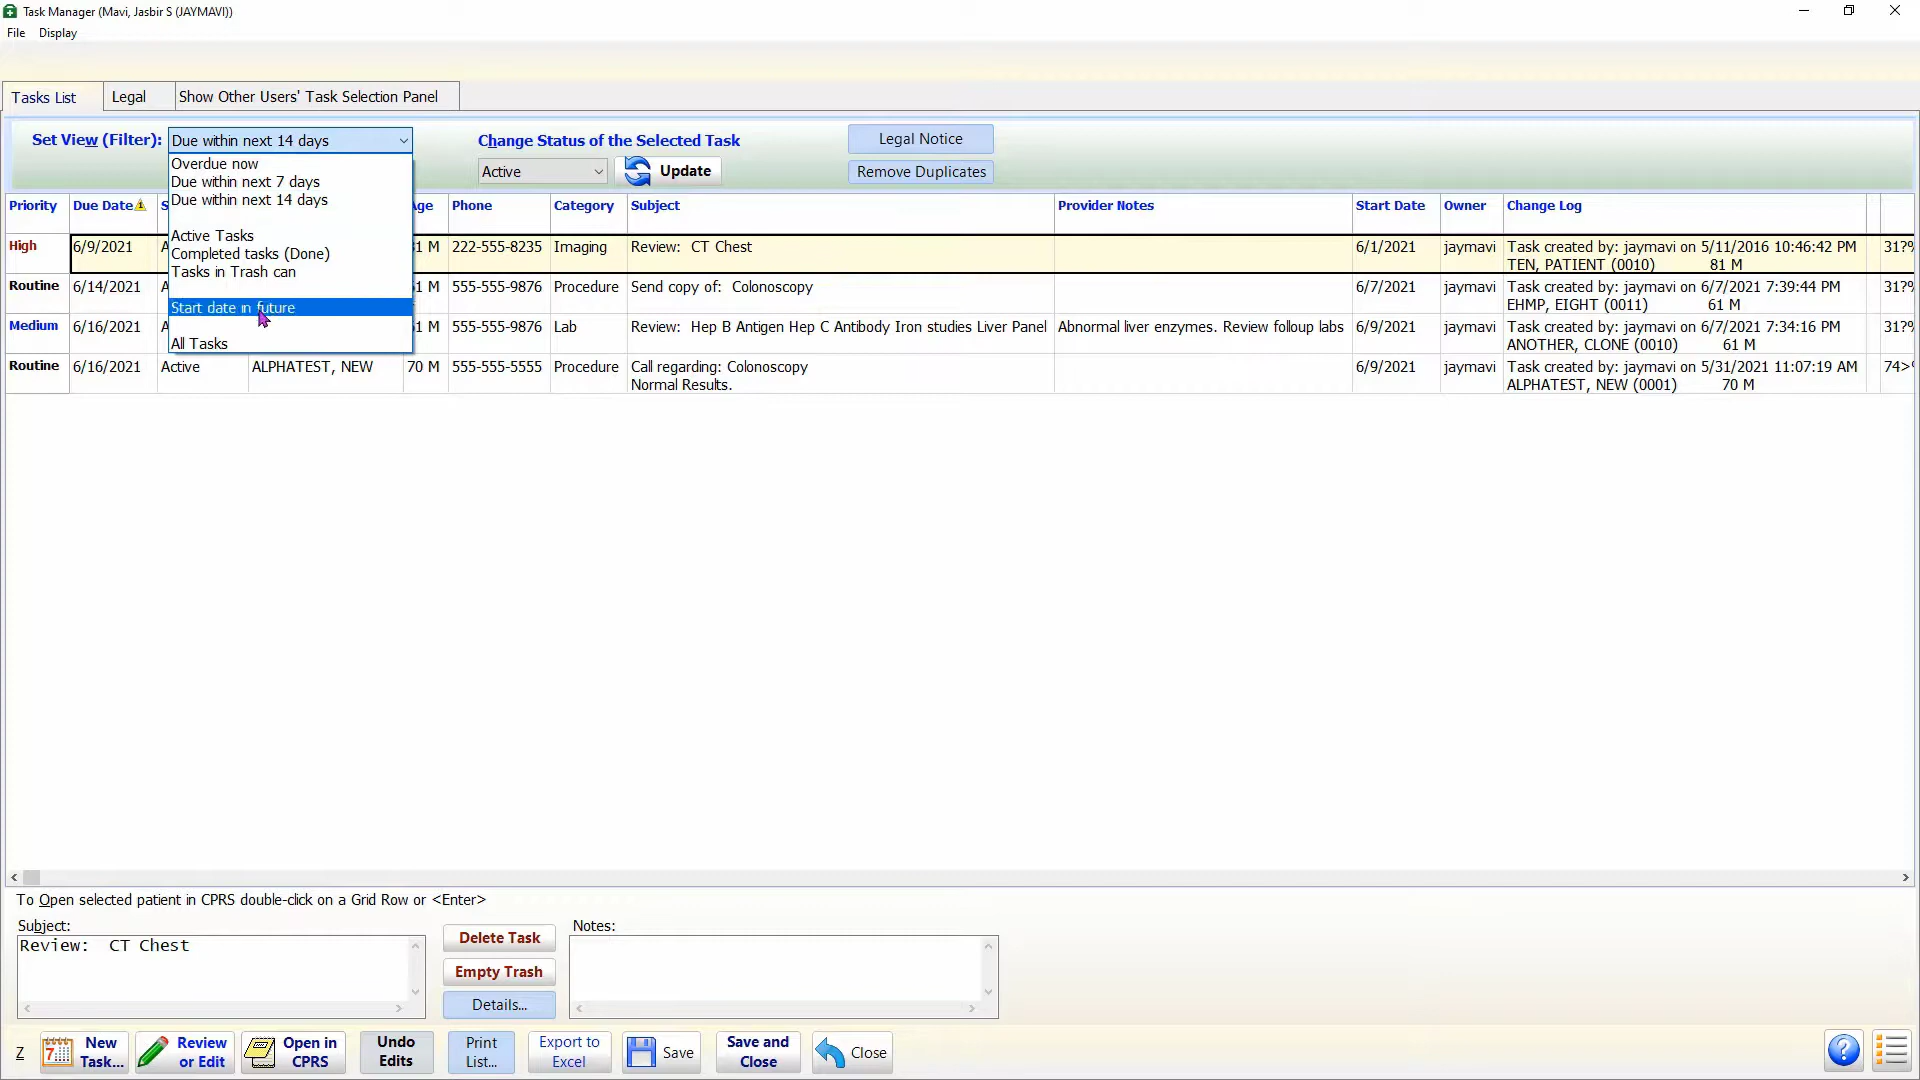 Task Manager (Mavi, Jasbir S (JAYMAVI))
File Display
Tasks List Legal Show Other Users' Task Selection Panel
Set View (Filter): Due within next 14 days
Overdue now
Due within next 7 days
Due within next 14 days
Active Tasks
Completed tasks (Done)
Tasks in Trash can
Start date in future
All Tasks
Change Status of the Selected Task
Active Update
Legal Notice
Remove Duplicates
Priority Due Date Phone Category Subject Provider Notes Start Date Owner Change Log
High 6/9/2021 M 222-555-8235 Imaging Review: CT Chest 6/1/2021 jaymavi Task created by: jaymavi on 5/11/2016 10:46:42 PM 31?%
TEN, PATIENT (0010) 81 M
Routine 6/14/2021 M 555-555-9876 Procedure Send copy of: Colonoscopy 6/7/2021 jaymavi Task created by: jaymavi on 6/7/2021 7:39:44 PM 31?%
EHMP, EIGHT (0011) 61 M
Medium 6/16/2021 M 555-555-9876 Lab Review: Hep B Antigen Hep C Antibody Iron studies Liver Panel Abnormal liver enzymes. Review folloup labs 6/9/2021 jaymavi Task created by: jaymavi on 6/7/2021 7:34:16 PM 31?%
ANOTHER, CLONE (0010) 61 M
Routine 6/16/2021 Active ALPHATEST, NEW 70 M 555-555-5555 Procedure Call regarding: Colonoscopy 6/9/2021 jaymavi Task created by: jaymavi on 5/31/2021 11:07:19 AM
Normal Results. ALPHATEST, NEW (0001) 70 M
To Open selected patient in CPRS double-click on a Grid Row or <Enter>
Subject:
Review: CT Chest
Delete Task
Empty Trash
Details...
Notes:
Z
New Task...
Review or Edit
Open in CPRS
Undo Edits
Print List...
Export to Excel
Save
Save and Close
Close